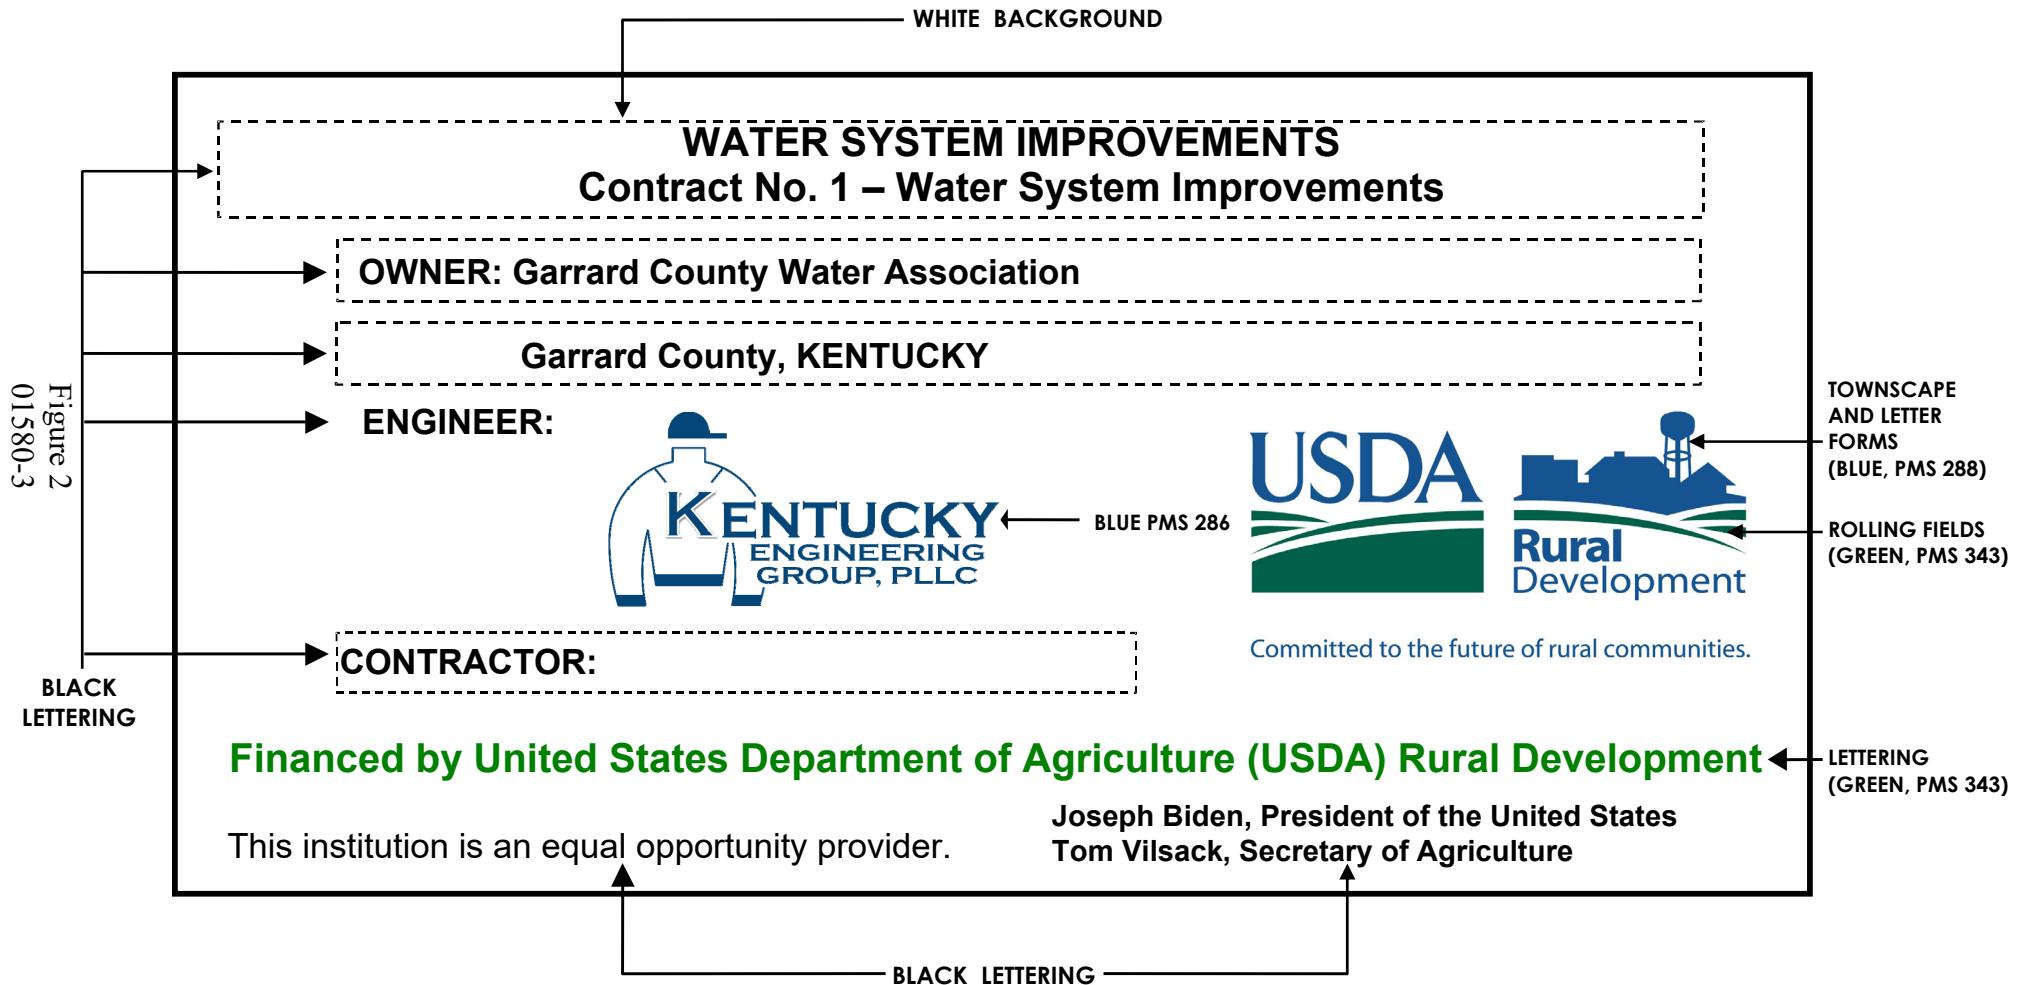 WHITE BACKGROUND
WATER SYSTEM IMPROVEMENTS
Contract No. 1 – Water System Improvements
OWNER: Garrard County Water Association
Garrard County, KENTUCKY
ENGINEER:
KENTUCKY
ENGINEERING
GROUP, PLLC
BLUE PMS 286
USDA
Rural
Development
Committed to the future of rural communities.
TOWNSCAPE
AND LETTER
FORMS
(BLUE, PMS 288)
ROLLING FIELDS
(GREEN, PMS 343)
CONTRACTOR:
BLACK
LETTERING
Figure 2
01580-3
Financed by United States Department of Agriculture (USDA) Rural Development
LETTERING
(GREEN, PMS 343)
This institution is an equal opportunity provider.
Joseph Biden, President of the United States
Tom Vilsack, Secretary of Agriculture
BLACK LETTERING